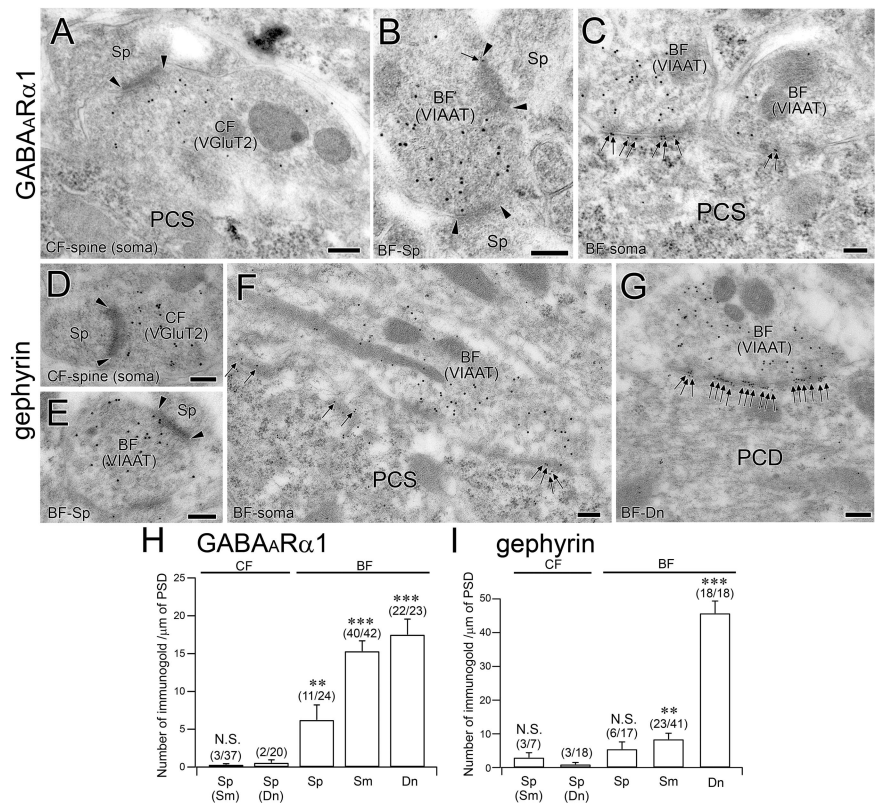 GABAARα1
A
Sp
CF
(VGluT2)
PCS
CF-spine (soma)
B
Sp
BF
(VIAAT)
Sp
BF-Sp
C
BF
(VIAAT)
BF
(VIAAT)
PCS
BF-soma
gephyrin
D
Sp
CF
(VGluT2)
CF-spine (soma)
E
Sp
BF
(VIAAT)
BF-Sp
F
BF
(VIAAT)
PCS
BF-soma
G
BF
(VIAAT)
PCD
BF-Dn
H GABAARα1
CF BF
Number of immunogold /μm of PSD
25
20
15
10
5
0
N.S.
(3/37)
(2/20)
**
(11/24)
***
(40/42)
***
(22/23)
Sp
(Sm)
Sp
(Dn)
Sp
Sm
Dn
I gephyrin
CF BF
Number of immunogold /μm of PSD
50
40
30
20
10
0
N.S.
(3/7)
(3/18)
N.S.
(6/17)
**
(23/41)
***
(18/18)
Sp
(Sm)
Sp
(Dn)
Sp
Sm
Dn